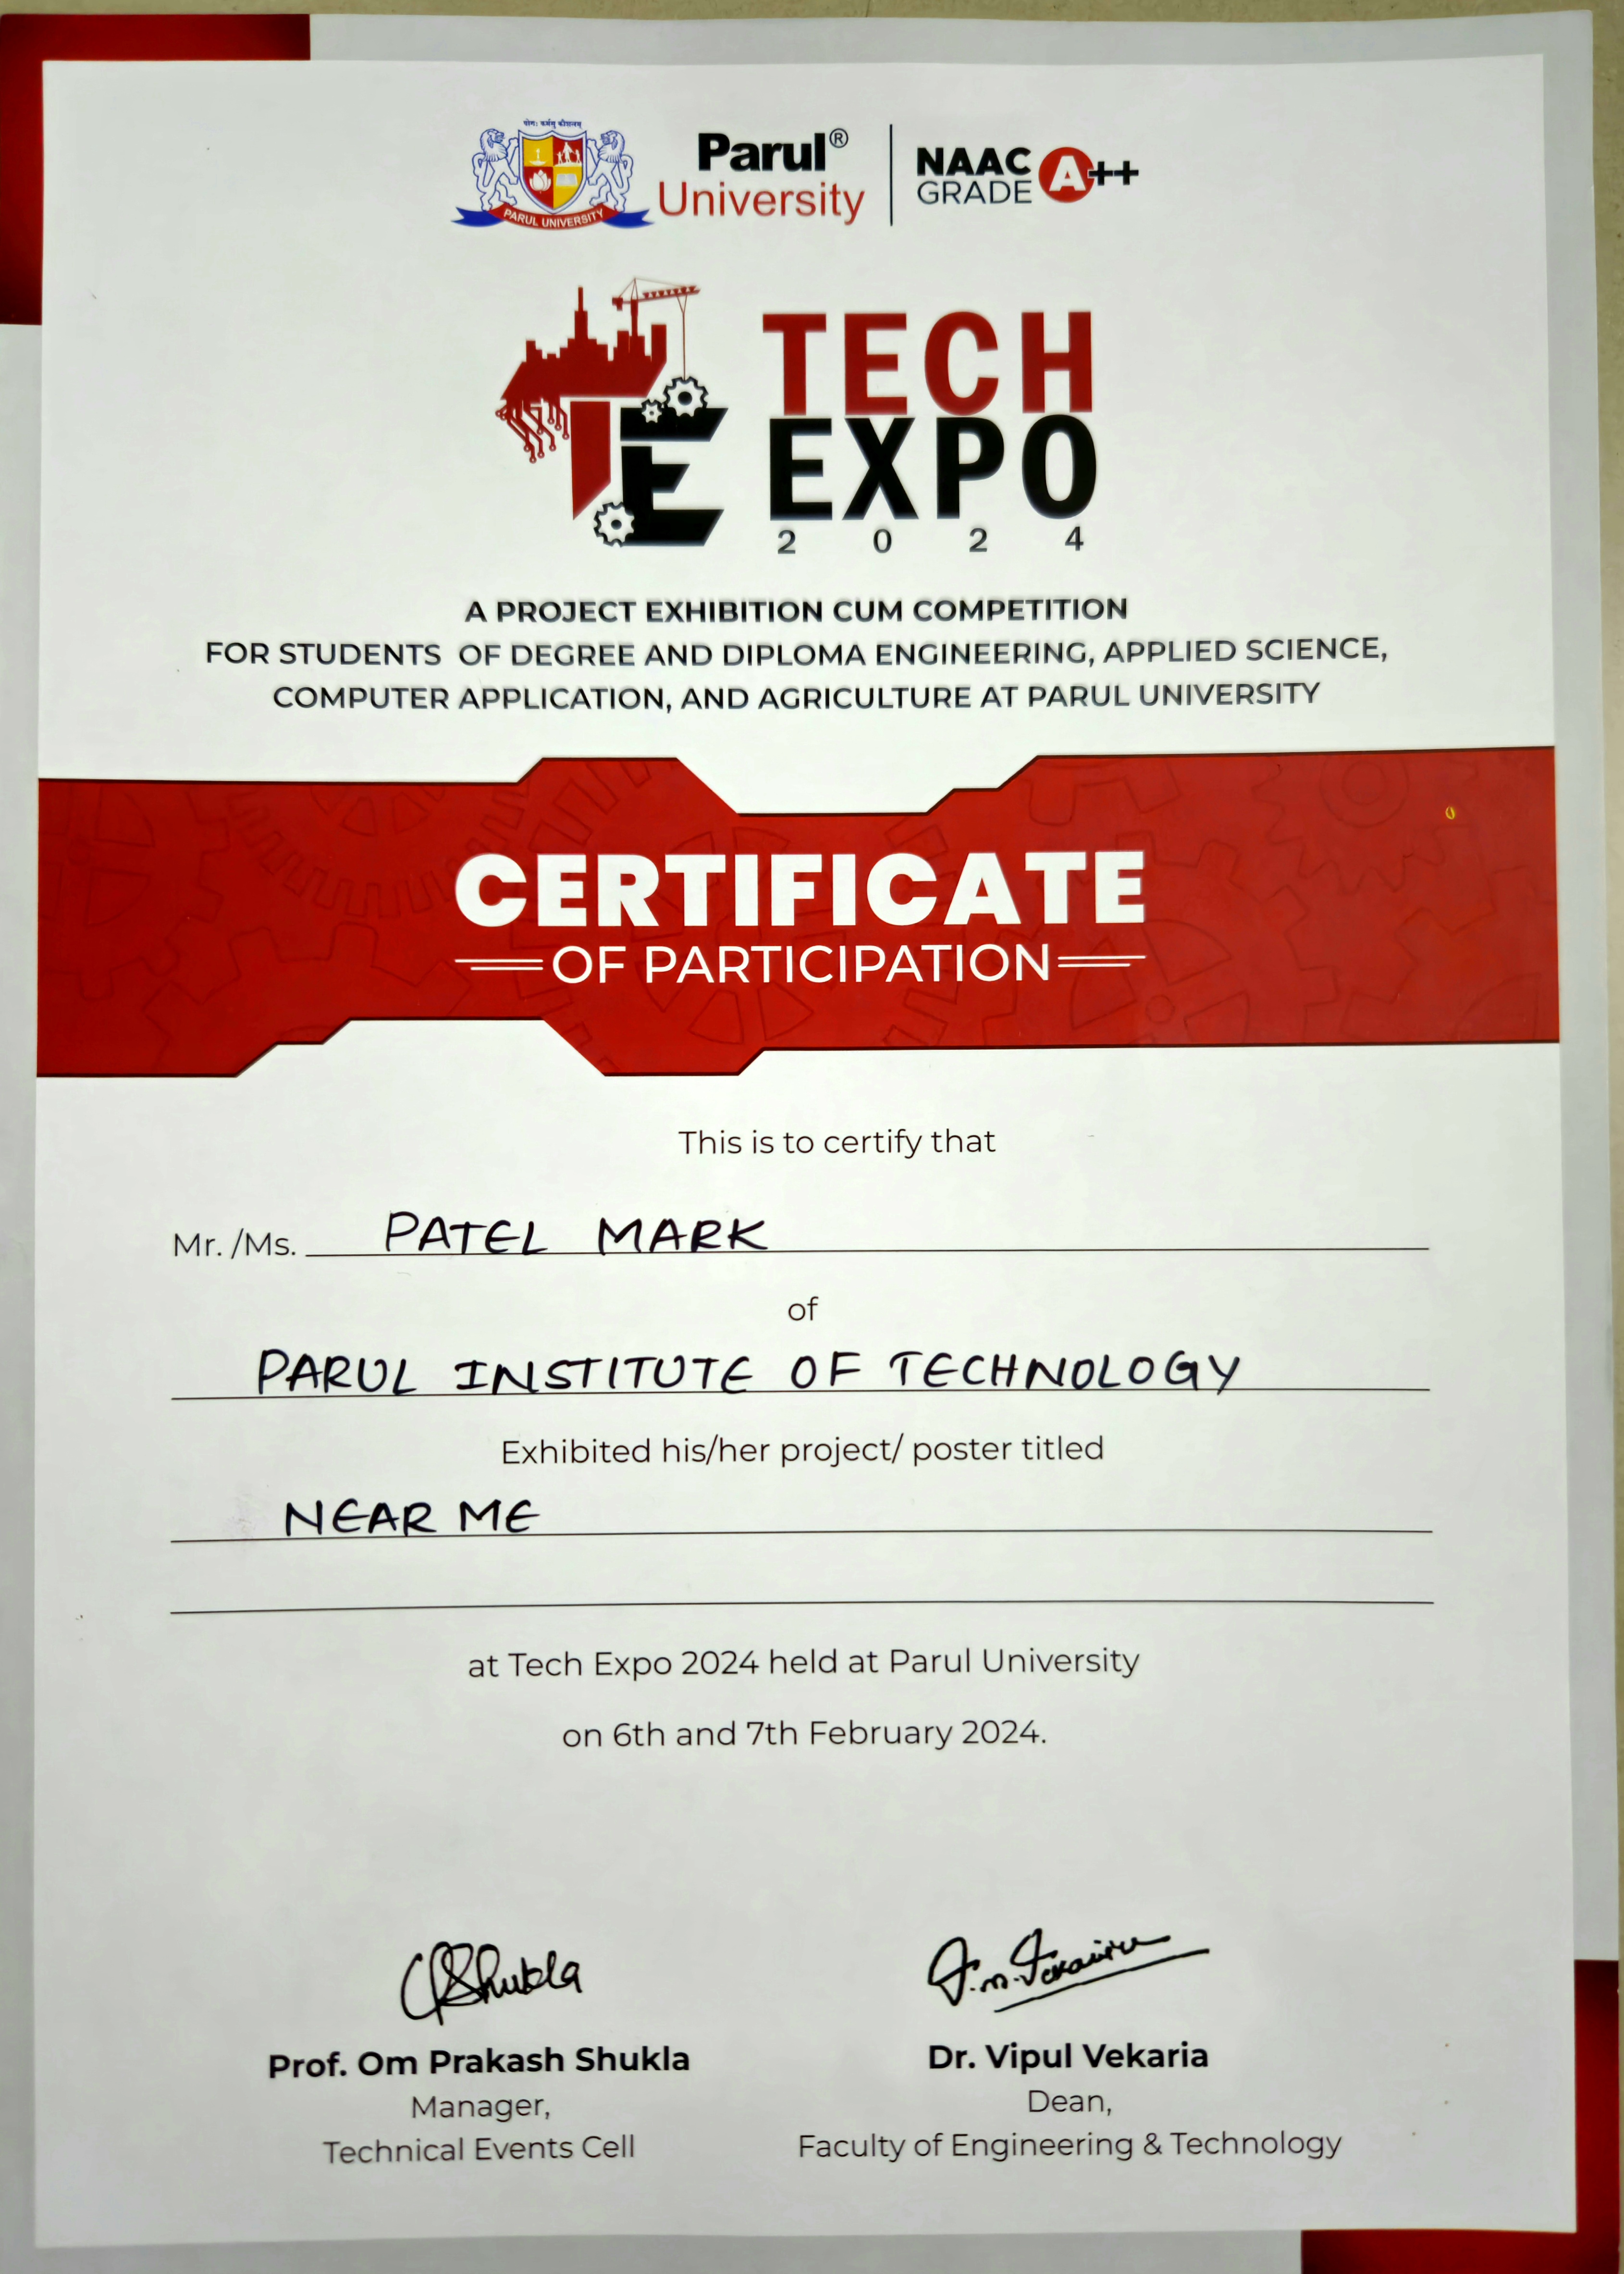 योगः कर्मसु कौशलम्
PARUL UNIVERSITY
Parul®
University
NAAC
GRADE A++
TE
TECH
EXPO
2024
A PROJECT EXHIBITION CUM COMPETITION
FOR STUDENTS OF DEGREE AND DIPLOMA ENGINEERING, APPLIED SCIENCE,
COMPUTER APPLICATION, AND AGRICULTURE AT PARUL UNIVERSITY
CERTIFICATE
OF PARTICIPATION
This is to certify that
Mr. /Ms. PATEL MARK
of
PARUL INSTITUTE OF TECHNOLOGY
Exhibited his/her project/ poster titled
NEAR ME
at Tech Expo 2024 held at Parul University
on 6th and 7th February 2024.
Prof. Om Prakash Shukla
Manager,
Technical Events Cell
Dr. Vipul Vekaria
Dean,
Faculty of Engineering & Technology